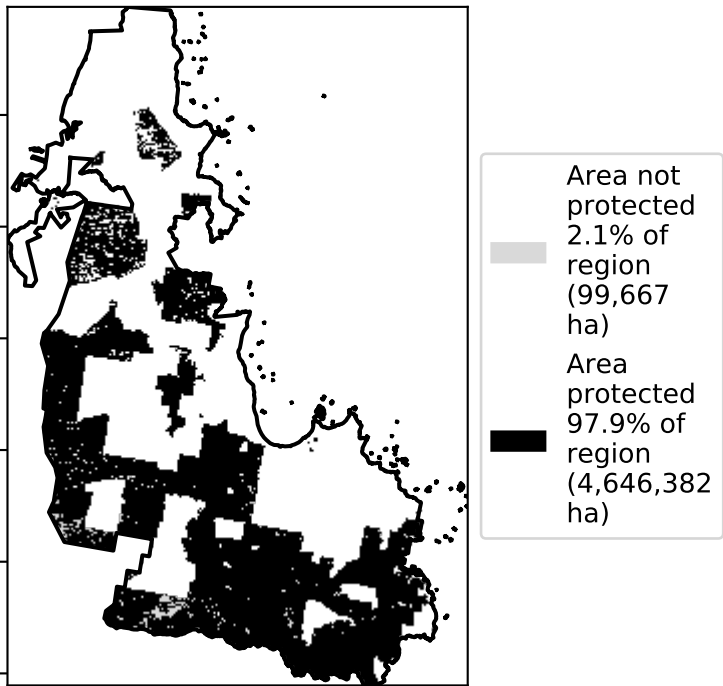 Area not
protected
2.1% of
region
(99,667
ha)
Area
protected
97.9% of
region
(4,646,382
ha)